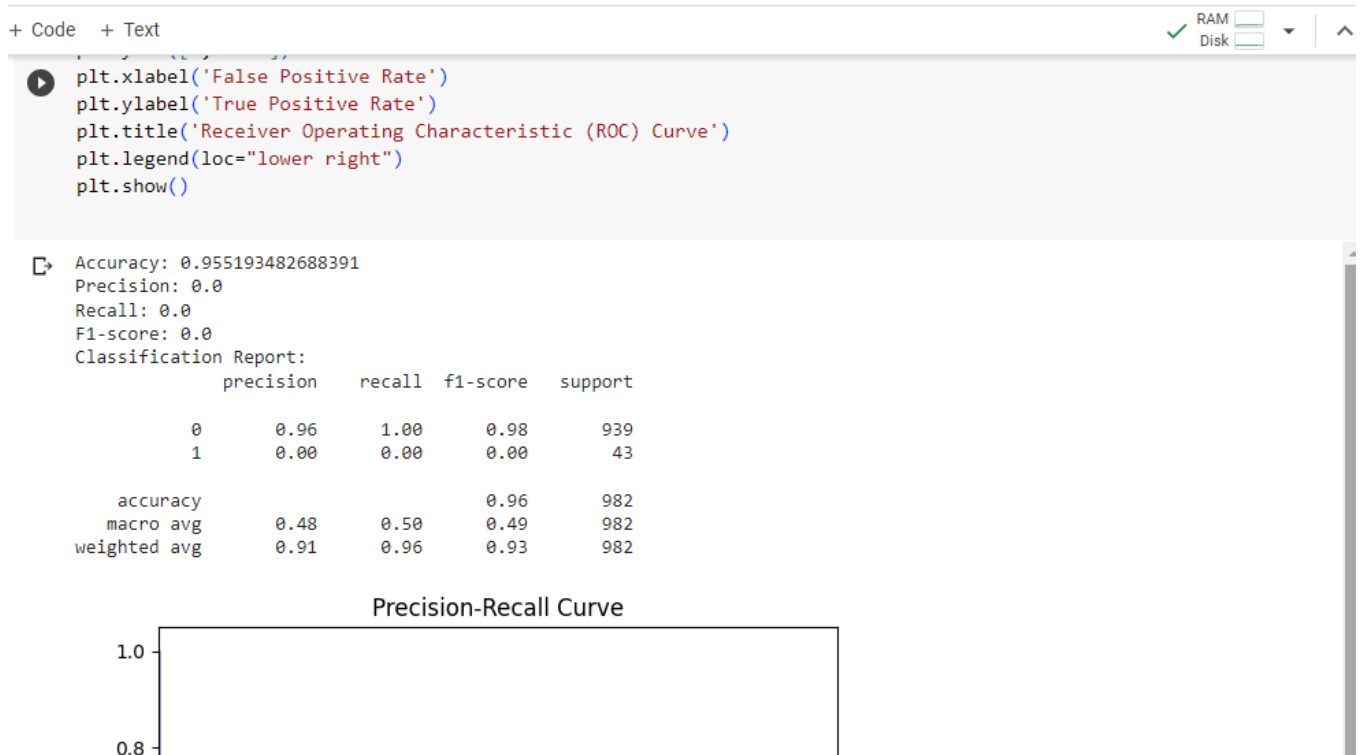 + Code + Text
RAM
Disk
plt.xlabel('False Positive Rate')
plt.ylabel('True Positive Rate')
plt.title('Receiver Operating Characteristic (ROC) Curve')
plt.legend(loc="lower right")
plt.show()
Accuracy: 0.955193482688391
Precision: 0.0
Recall: 0.0
F1-score: 0.0
Classification Report:
precision recall f1-score support
0 0.96 1.00 0.98 939
1 0.00 0.00 0.00 43
accuracy 0.96 982
macro avg 0.48 0.50 0.49 982
weighted avg 0.91 0.96 0.93 982
Precision-Recall Curve
1.0
0.8